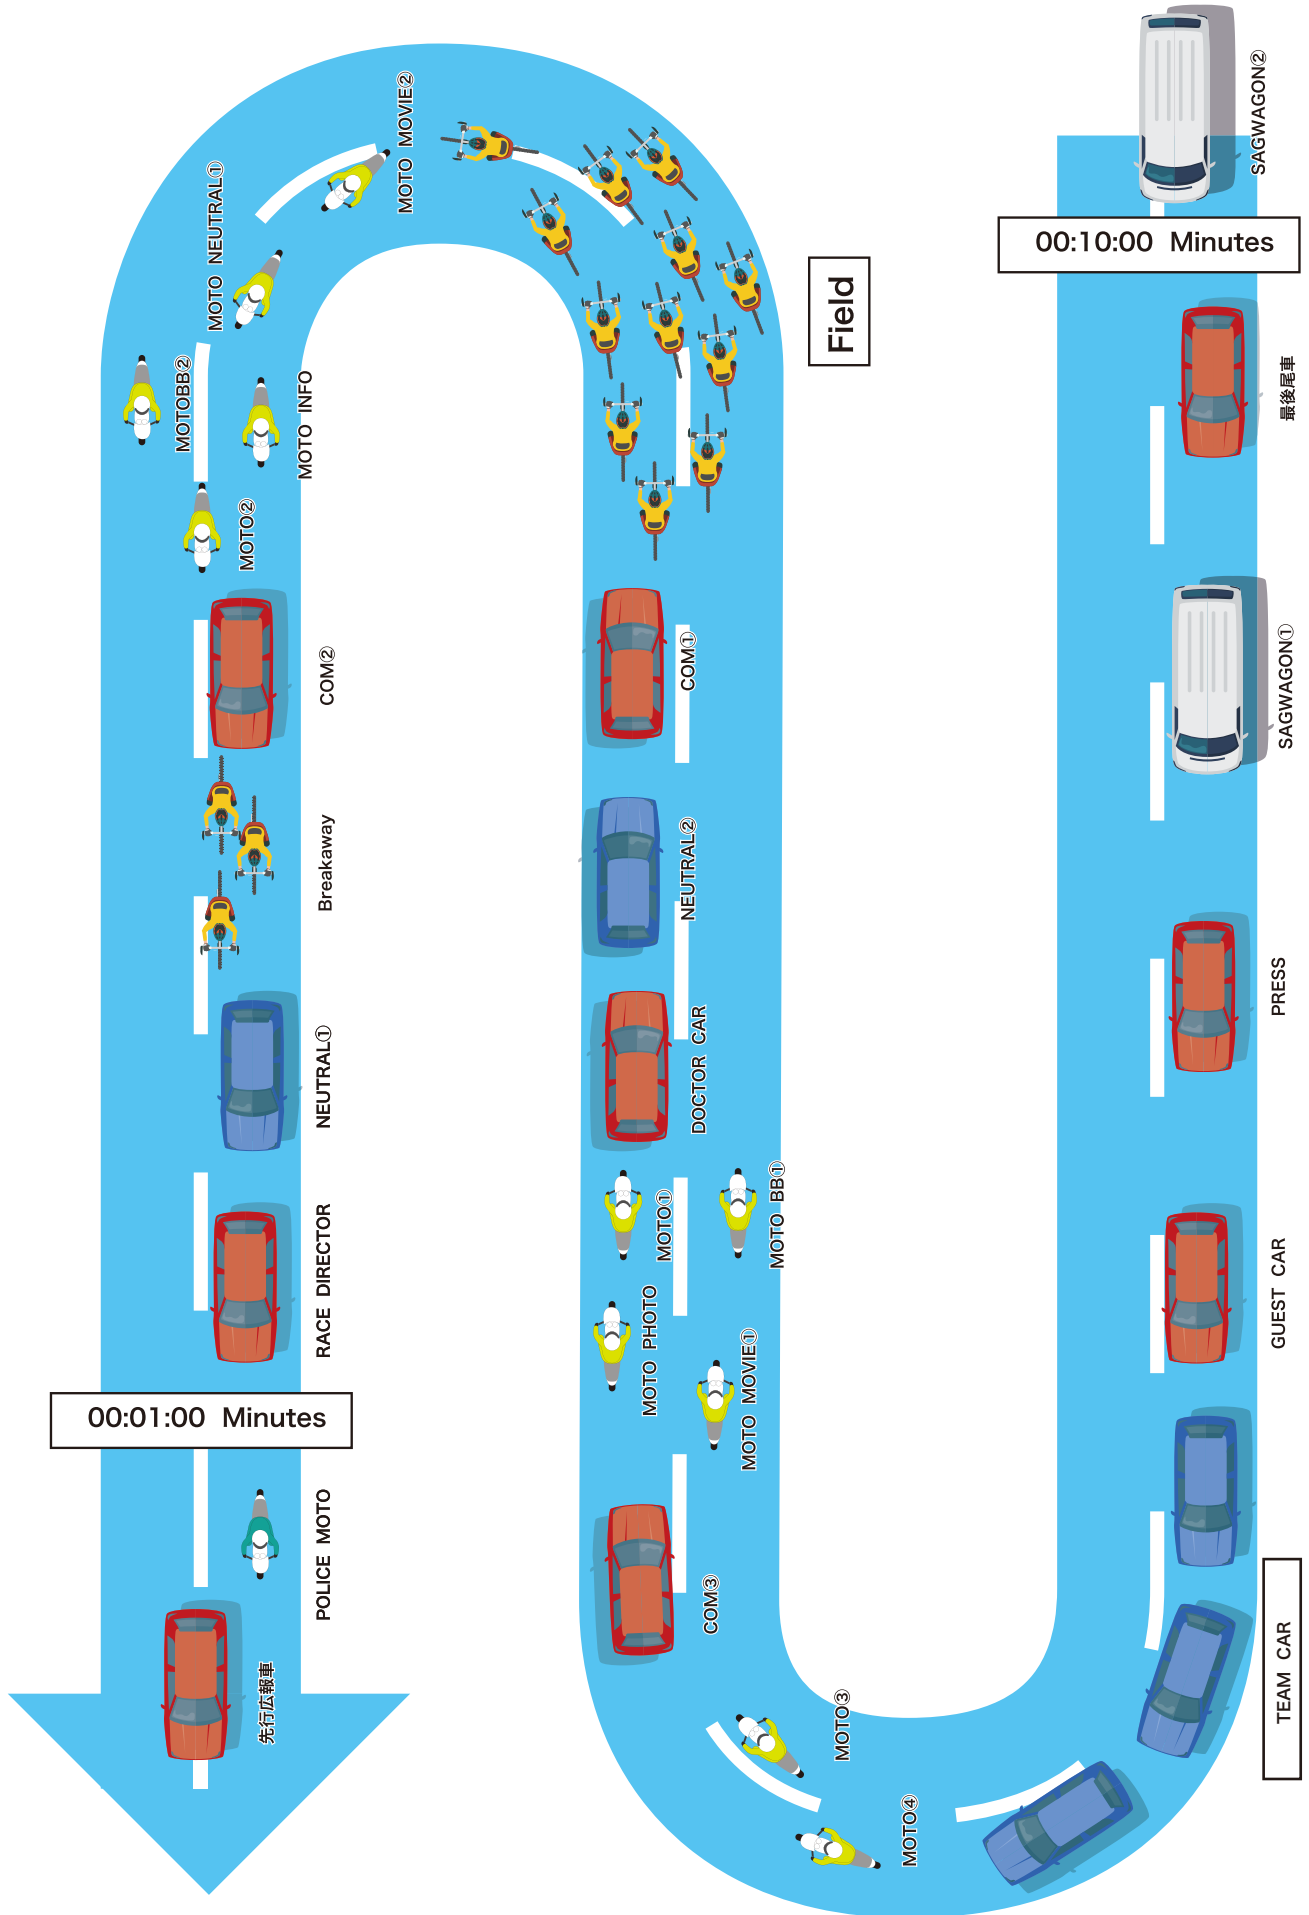 MOTO MOVIE②
MOTO NEUTRAL①
MOTOBB②
MOTO INFO
MOTO②
COM②
Breakaway
NEUTRAL①
RACE DIRECTOR
00:01:00 Minutes
POLICE MOTO
先行広報車
Field
COM①
NEUTRAL②
DOCTOR CAR
MOTO①
MOTO BB①
MOTO PHOTO
MOTO MOVIE①
COM③
MOTO③
MOTO④
SAGWAGON②
00:10:00 Minutes
最後尾車
SAGWAGON①
PRESS
GUEST CAR
TEAM CAR